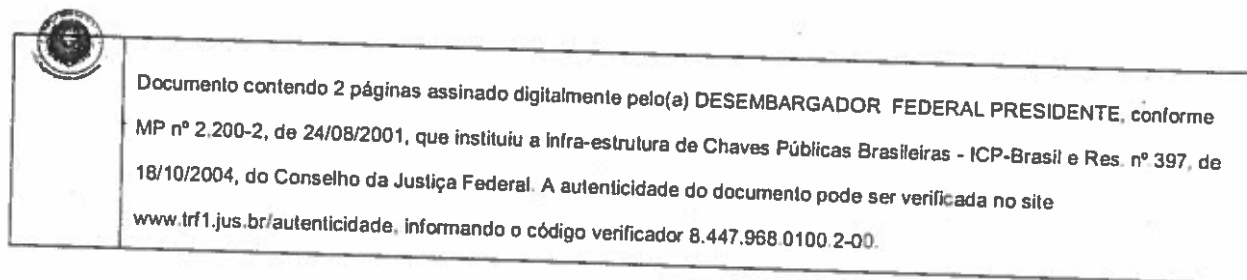 Documento contendo 2 páginas assinado digitalmente pelo(a) DESEMBARGADOR FEDERAL PRESIDENTE, conforme
MP nº 2.200-2, de 24/08/2001, que instituiu a infra-estrutura de Chaves Públicas Brasileiras - ICP-Brasil e Res. nº 397, de
18/10/2004, do Conselho da Justiça Federal. A autenticidade do documento pode ser verificada no site
www.trf1.jus.br/autenticidade, informando o código verificador 8.447.968.0100.2-00.